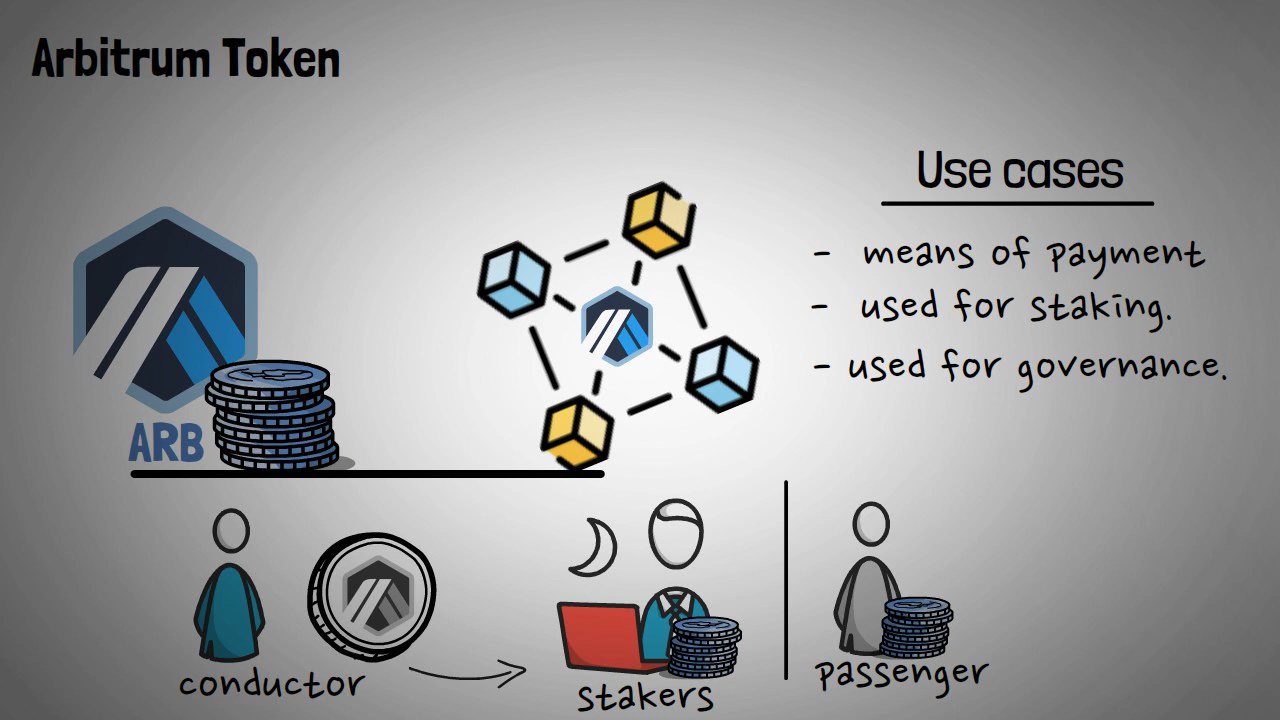 Arbitrum Token
Use cases
- means of payment
- used for staking.
- used for governance.
ARB
conductor
stakers
passenger